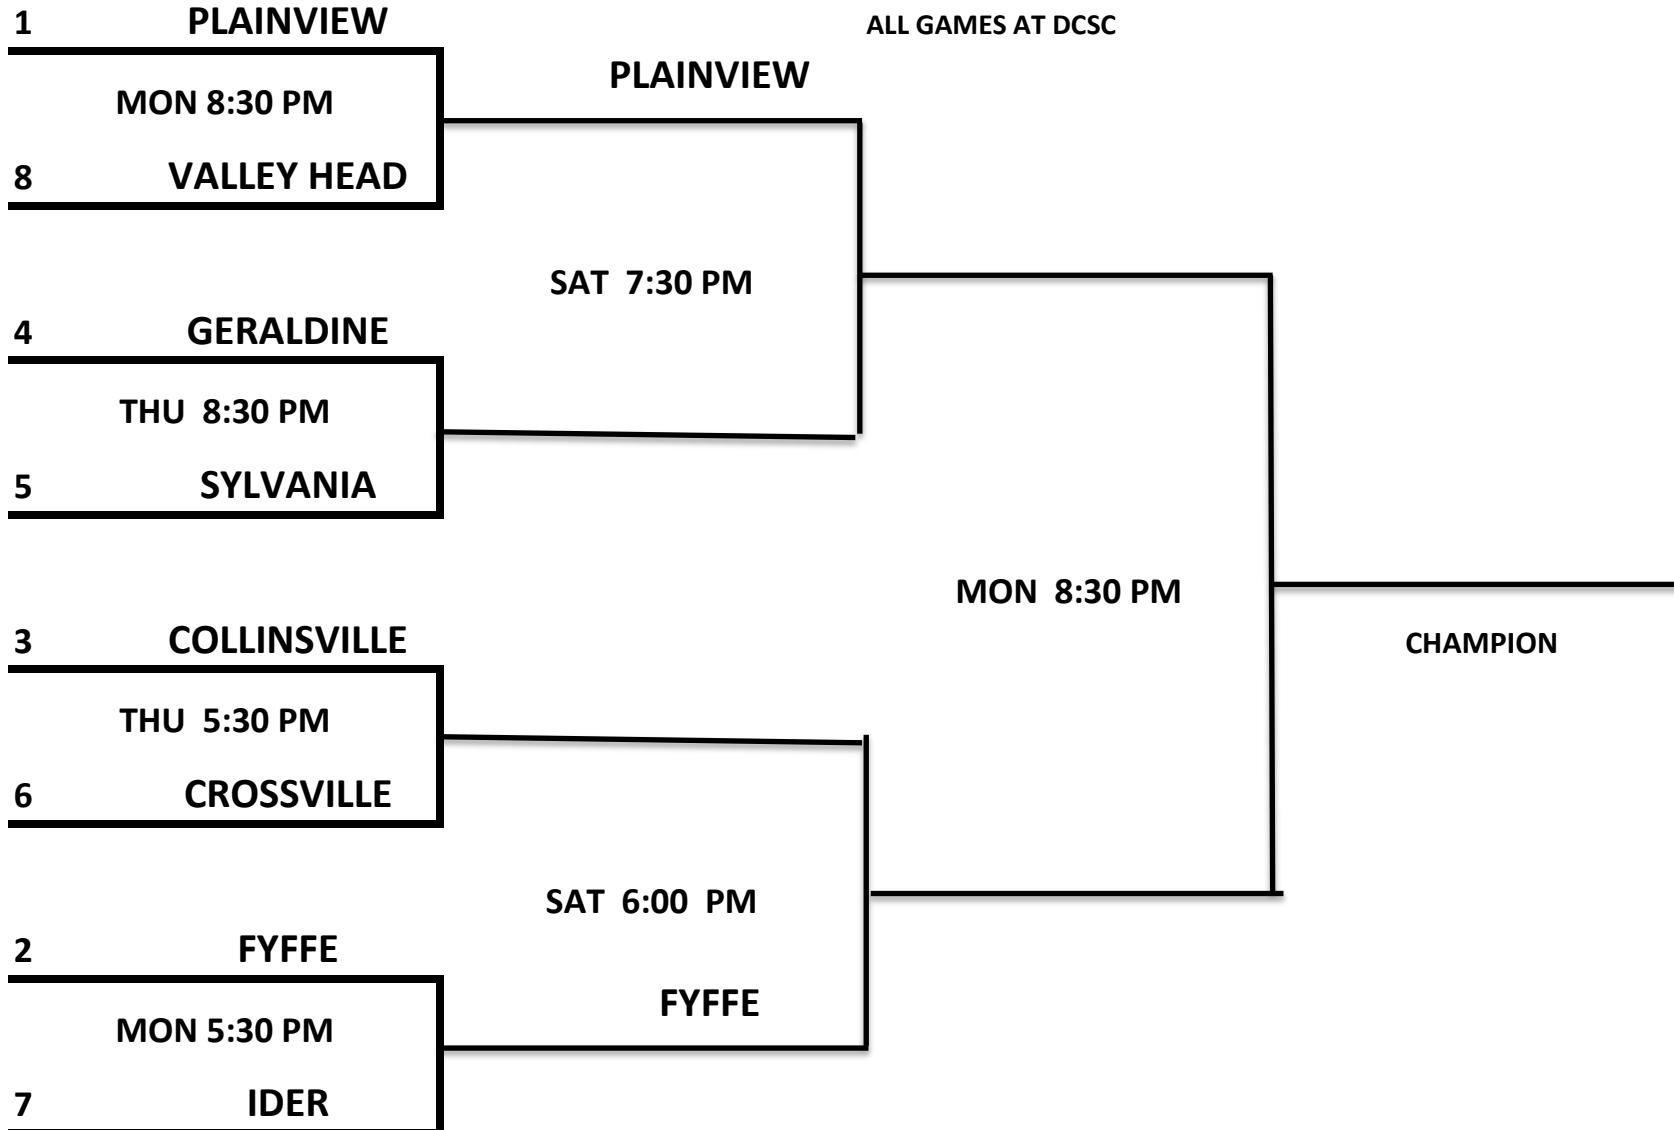 1 PLAINVIEW
ALL GAMES AT DCSC
PLAINVIEW
MON 8:30 PM
8 VALLEY HEAD
SAT 7:30 PM
4 GERALDINE
THU 8:30 PM
5 SYLVANIA
MON 8:30 PM
3 COLLINSVILLE
CHAMPION
THU 5:30 PM
6 CROSSVILLE
SAT 6:00 PM
2 FYFFE
FYFFE
MON 5:30 PM
7 IDER